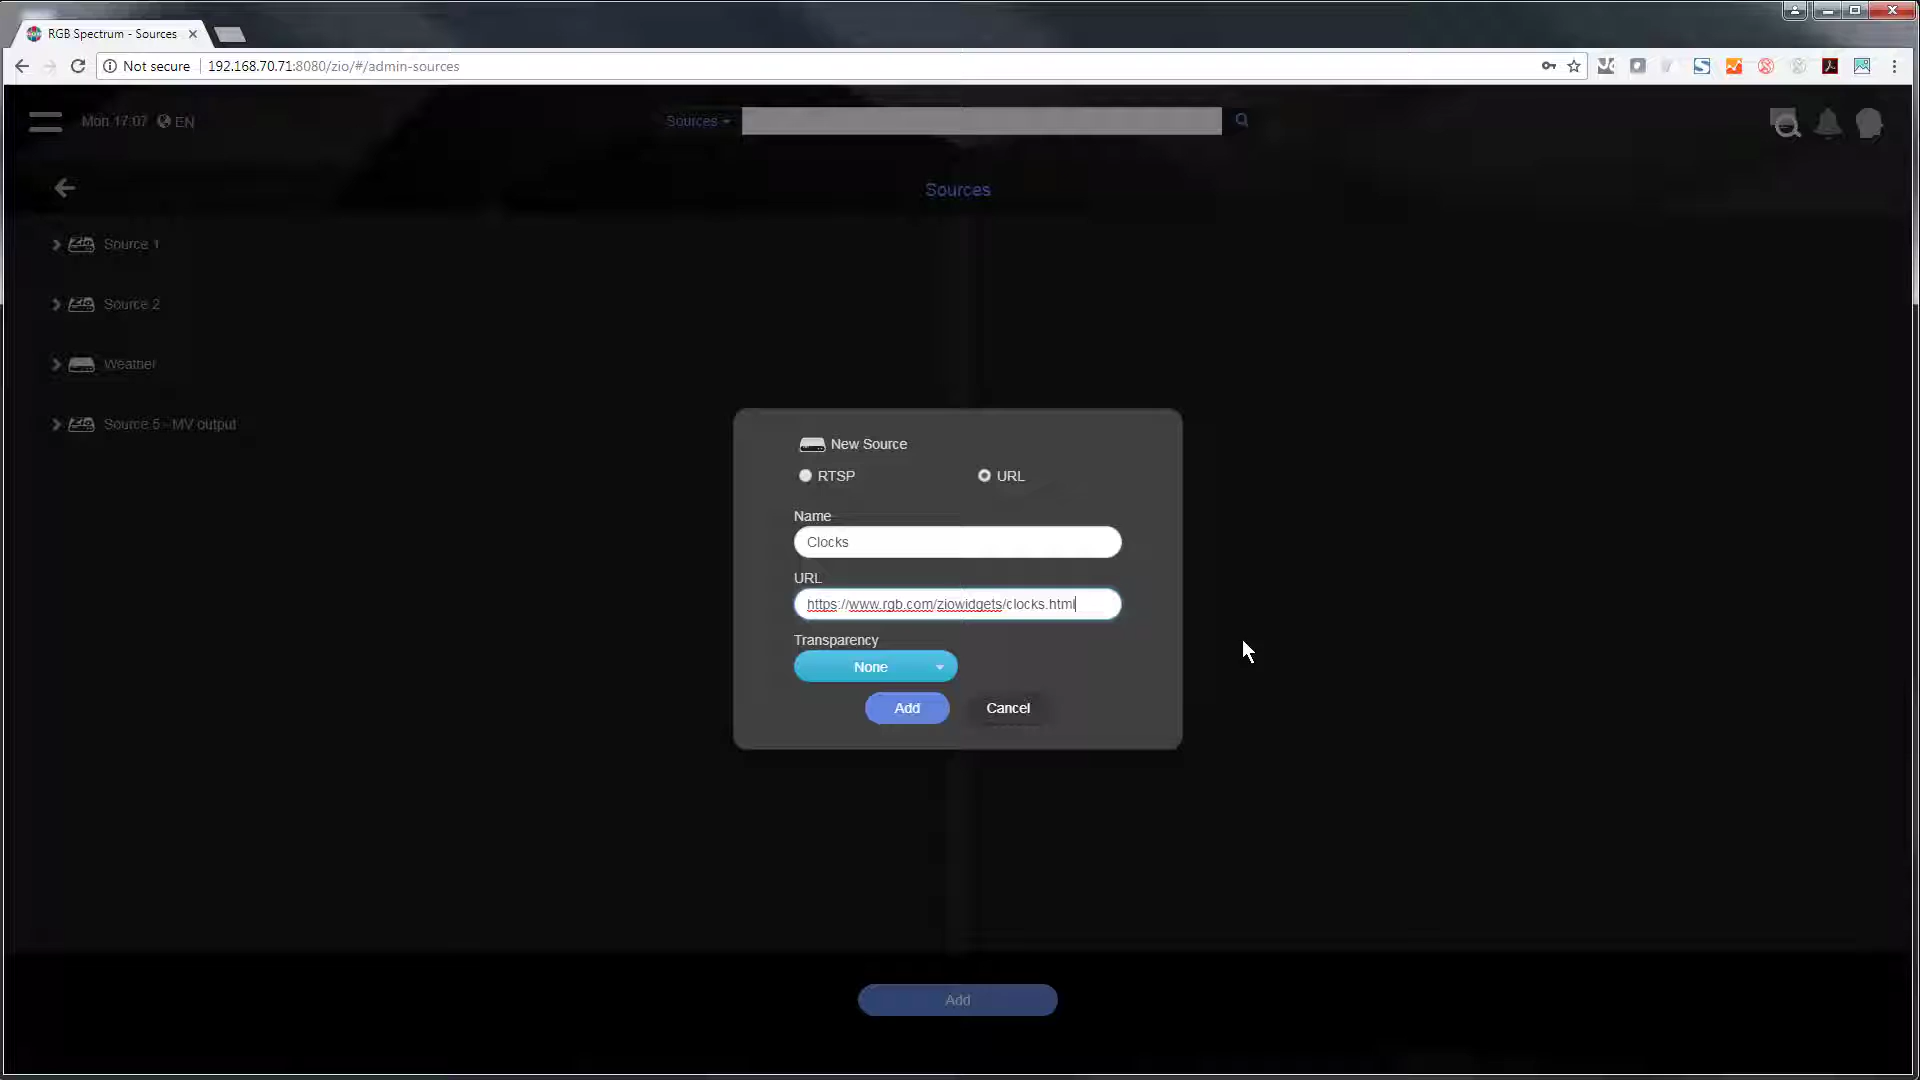 RGB Spectrum - Sources
Not secure 192.168.70.71:8080/zio/#/admin-sources
Mon 17:07 EN
Sources
Sources
Source 1
Source 2
Weather
Source 5 - MV output
New Source
RTSP URL
Name
Clocks
URL
https://www.rgb.com/ziowidgets/clocks.html
Transparency
None
Add Cancel
Add